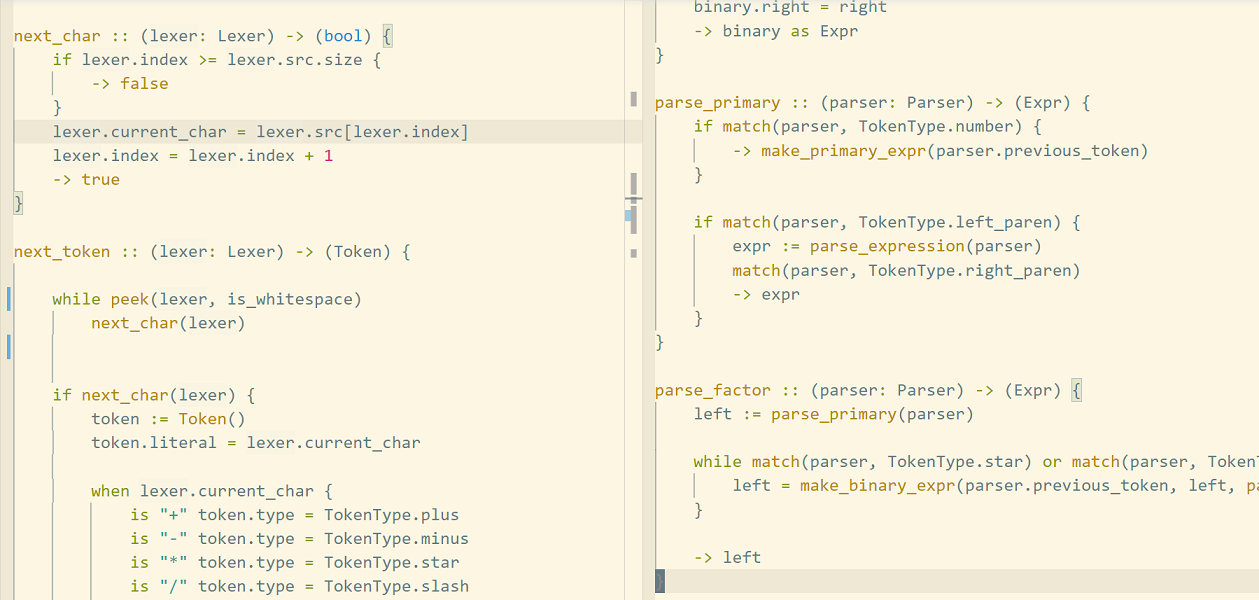 next_char :: (lexer: Lexer) -> (bool) {
    if lexer.index >= lexer.src.size {
        -> false
    }
    lexer.current_char = lexer.src[lexer.index]
    lexer.index = lexer.index + 1
    -> true
}

next_token :: (lexer: Lexer) -> (Token) {

    while peek(lexer, is_whitespace)
        next_char(lexer)

    if next_char(lexer) {
        token := Token()
        token.literal = lexer.current_char

        when lexer.current_char {
            is "+" token.type = TokenType.plus
            is "-" token.type = TokenType.minus
            is "*" token.type = TokenType.star
            is "/" token.type = TokenType.slash

    binary.right = right
    -> binary as Expr
}

parse_primary :: (parser: Parser) -> (Expr) {
    if match(parser, TokenType.number) {
        -> make_primary_expr(parser.previous_token)
    }

    if match(parser, TokenType.left_paren) {
        expr := parse_expression(parser)
        match(parser, TokenType.right_paren)
        -> expr
    }
}

parse_factor :: (parser: Parser) -> (Expr) {
    left := parse_primary(parser)

    while match(parser, TokenType.star) or match(parser, Token
        left = make_binary_expr(parser.previous_token, left, pa
    }

    -> left
}